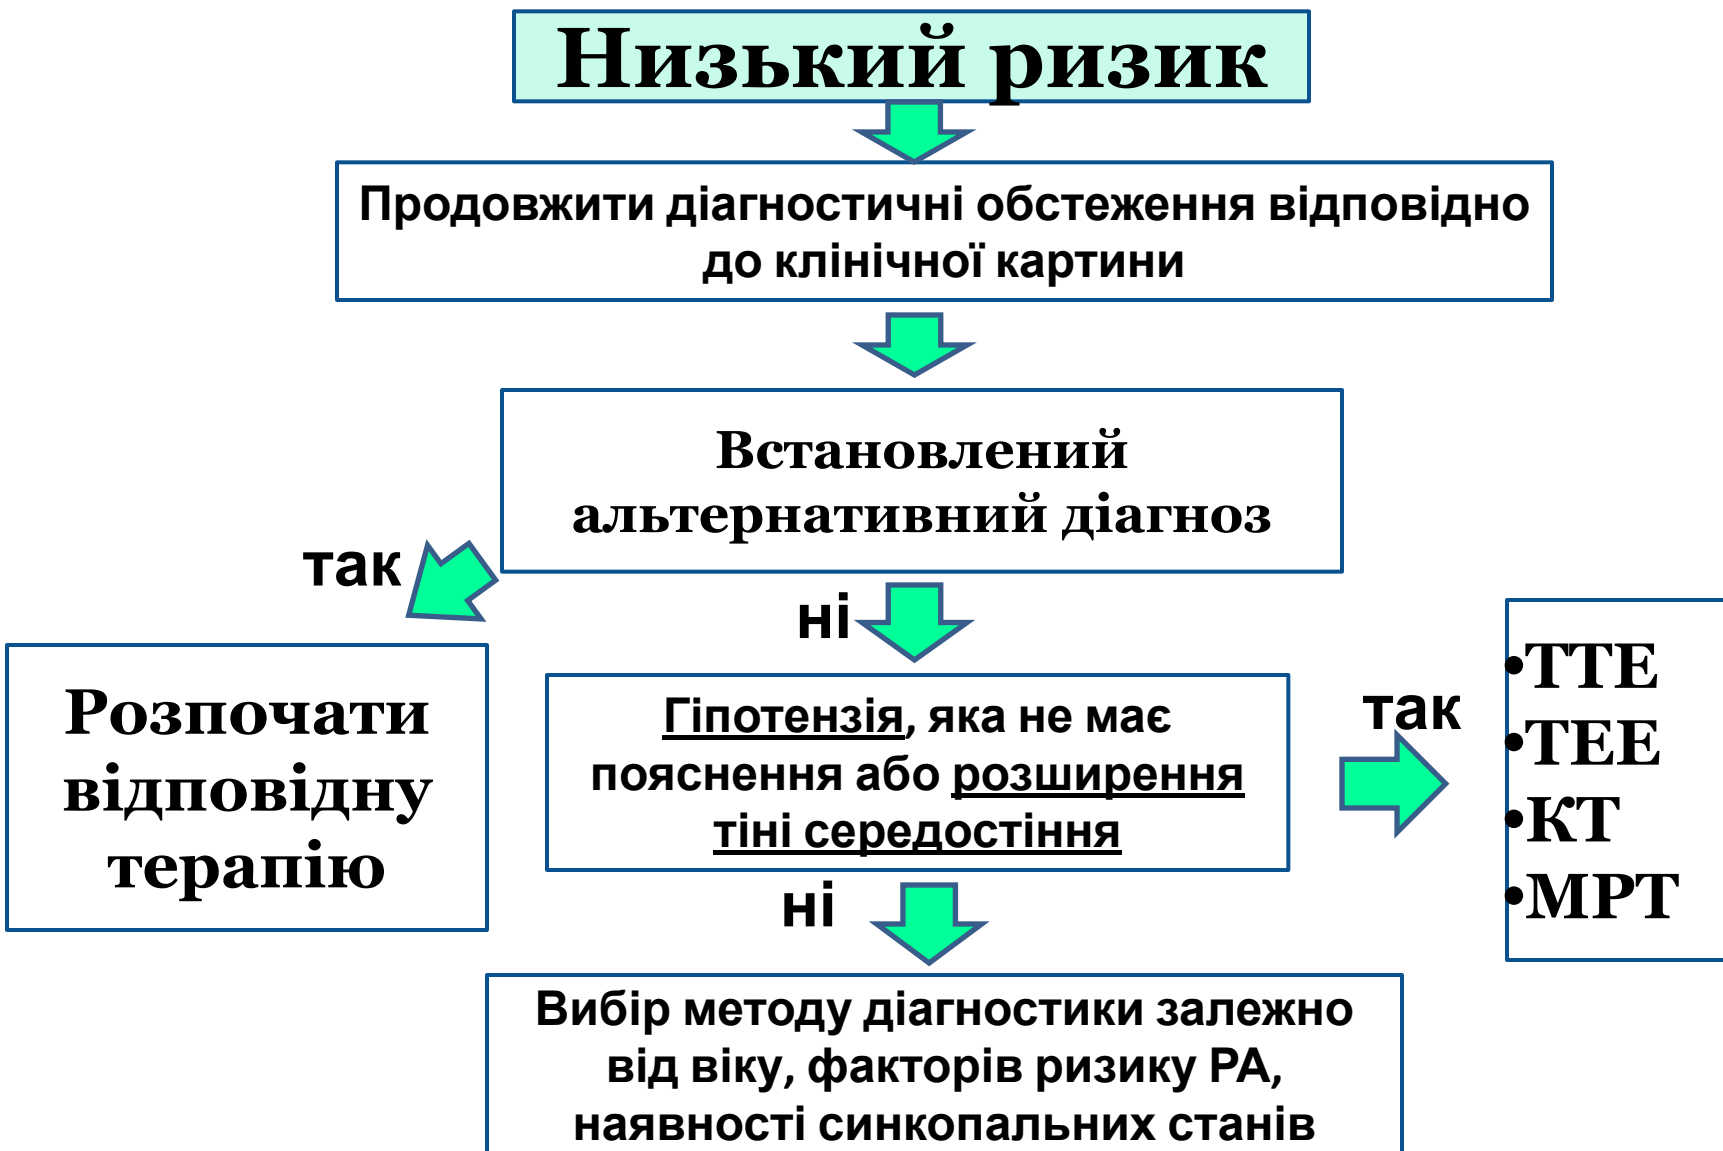 Низький ризик
Продовжити діагностичні обстеження відповідно
до клінічної картини
Встановлений
альтернативний діагноз
так
ні
Розпочати
відповідну
терапію
Гіпотензія, яка не має
пояснення або розширення
тіні середостіння
так
•ТТЕ
•ТЕЕ
•КТ
•МРТ
ні
Вибір методу діагностики залежно
від віку, факторів ризику РА,
наявності синкопальних станів